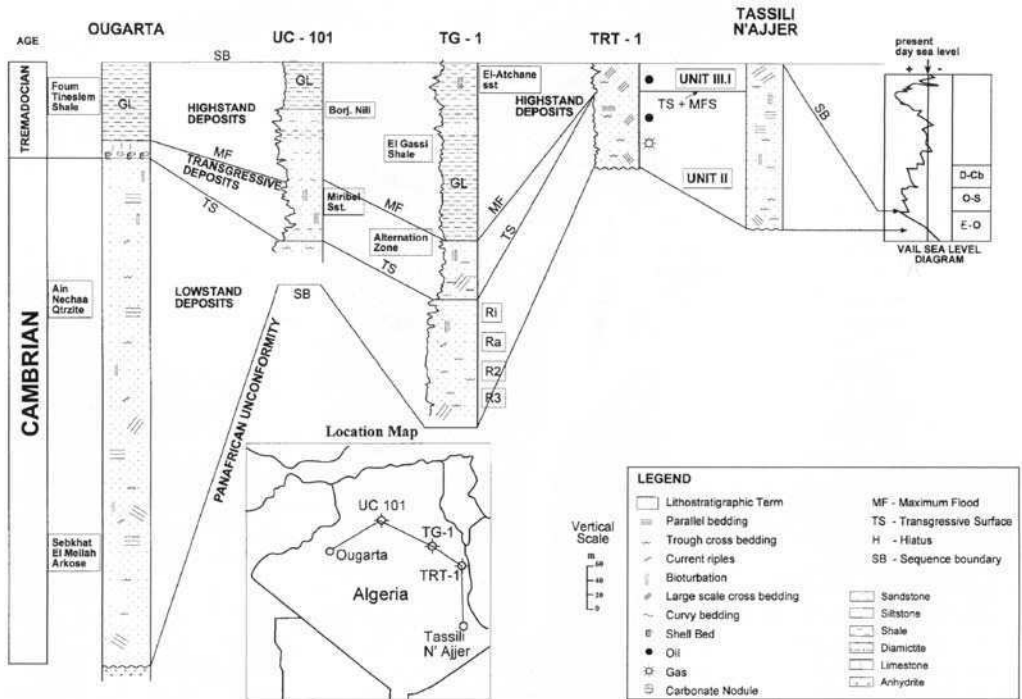 AGE
OUGARTA
UC - 101
TG - 1
TRT - 1
TASSILI
N'AJJER
SB
present
day sea level
+ -
TREMADOCIAN
Foum
Tineslem
Shale
GL
HIGHSTAND
DEPOSITS
GL
Borj. Nili
El-Atchane
sst
HIGHSTAND
DEPOSITS
UNIT III.I
TS + MFS
SB
MF
TRANSGRESSIVE
DEPOSITS
TS
El Gassi
Shale
GL
MF
TS
UNIT II
Miribel
Sst.
MF
Alternation
Zone
TS
D-Cb
O-S
E-O
VAIL SEA LEVEL
DIAGRAM
CAMBRIAN
Ain
Nechaa
Qtrzite
LOWSTAND
DEPOSITS
SB
Ri
Ra
R2
R3
PANAFRICAN UNCONFORMITY
Sebkhat
El Mellah
Arkose
Location Map
UC 101
TG-1
Ougarta
TRT-1
Algeria
Tassili
N' Ajjer
Vertical
Scale
m
60
0
LEGEND
Lithostratigraphic Term
Parallel bedding
Trough cross bedding
Current riples
Bioturbation
Large scale cross bedding
Curvy bedding
Shell Bed
Oil
Gas
Carbonate Nodule
MF - Maximum Flood
TS - Transgressive Surface
H - Hiatus
SB - Sequence boundary
Sandstone
Siltstone
Shale
Diamictite
Limestone
Anhydrite